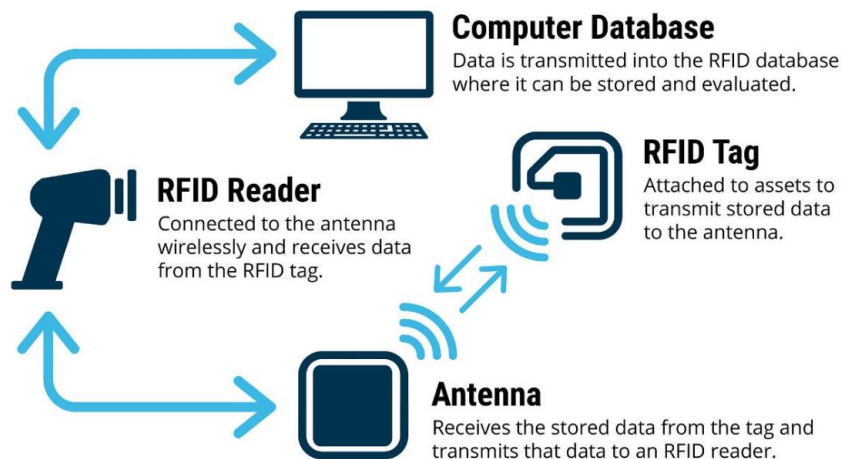 Computer Database
Data is transmitted into the RFID database
where it can be stored and evaluated.
RFID Tag
Attached to assets to
transmit stored data
to the antenna.
RFID Reader
Connected to the antenna
wirelessly and receives data
from the RFID tag.
Antenna
Receives the stored data from the tag and
transmits that data to an RFID reader.